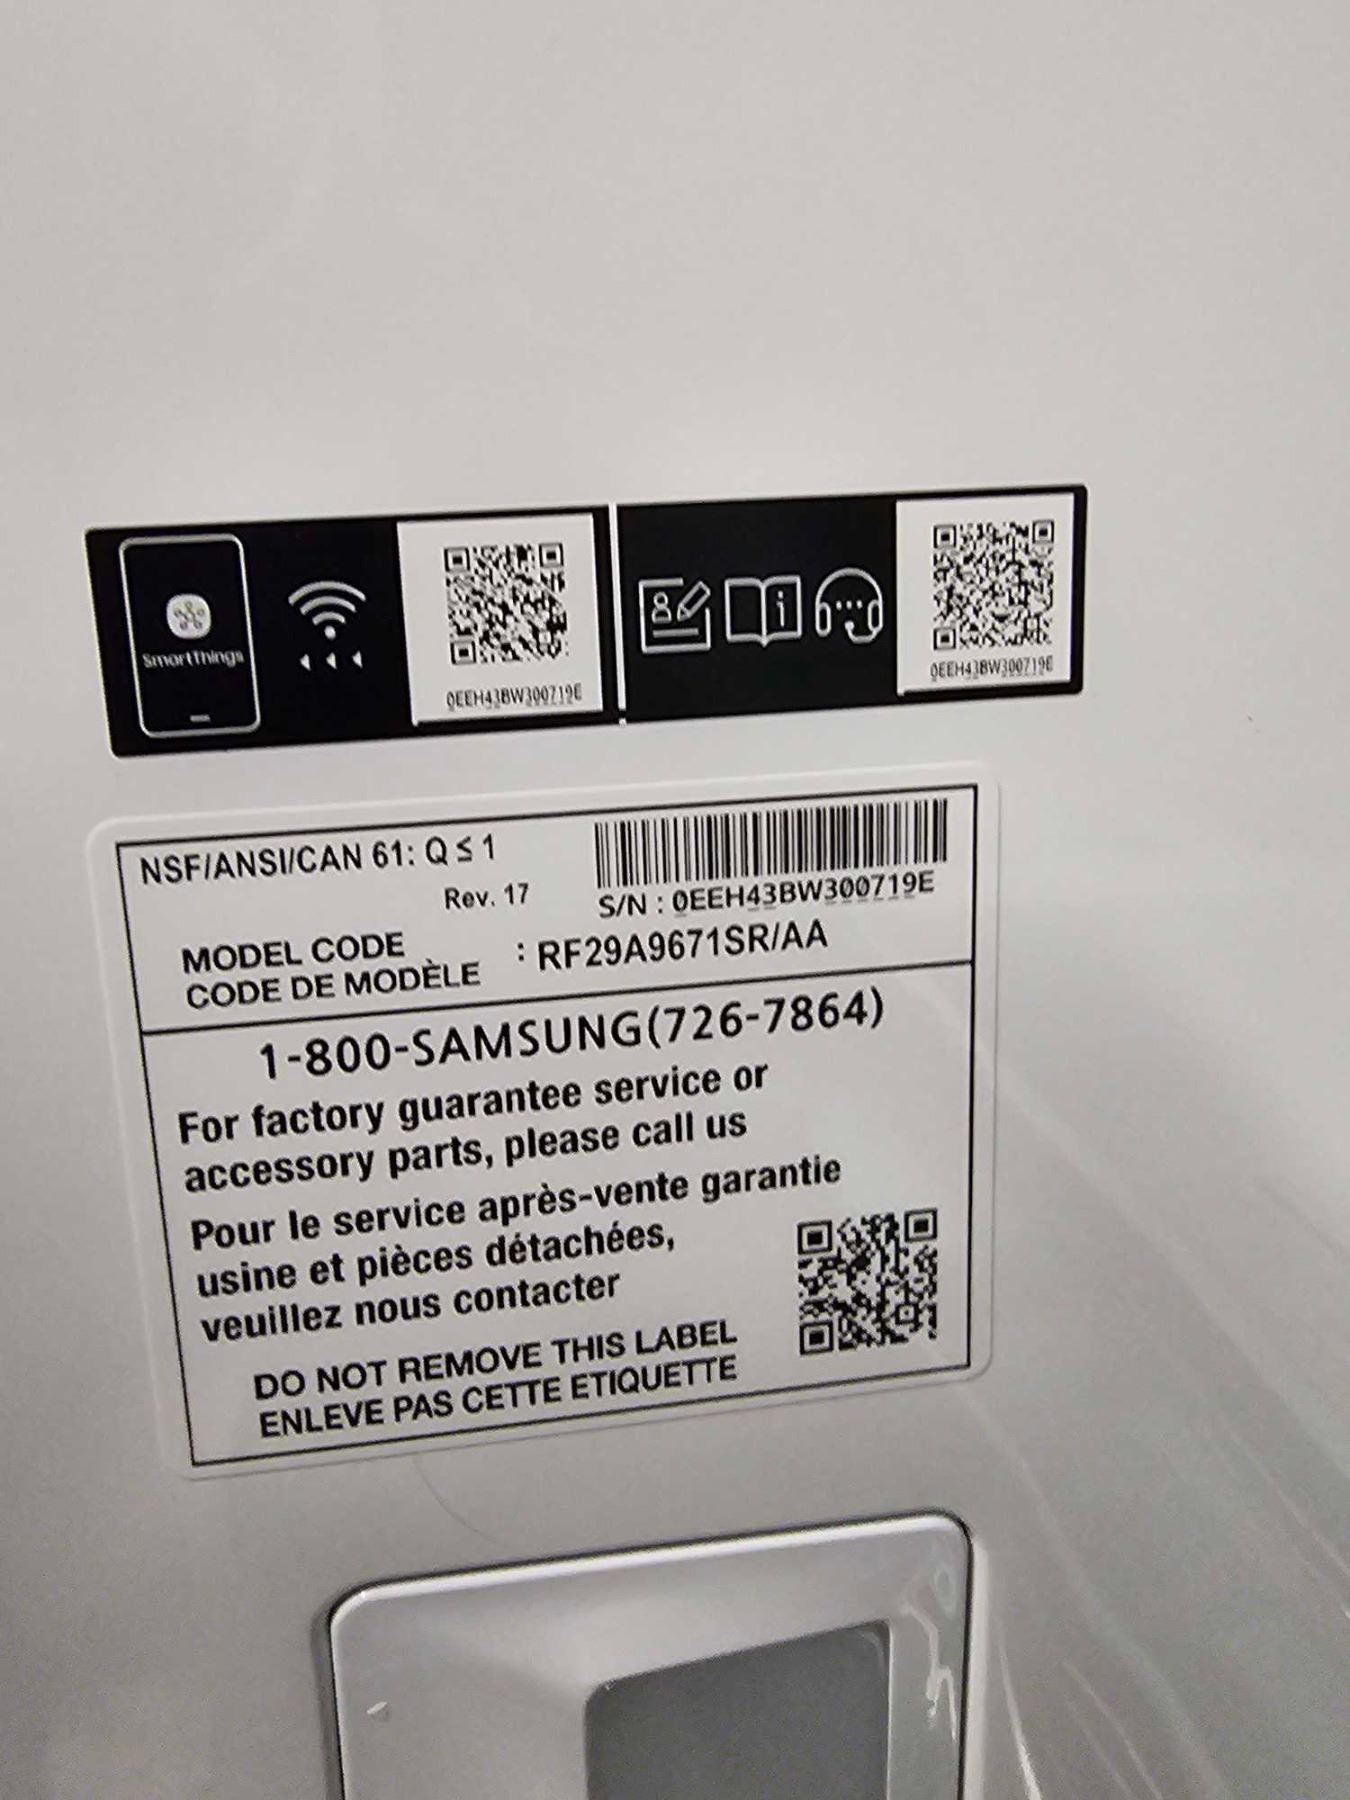 SmartThings
0EEH43BW300719E
i
0EEH43BW300719E
NSF/ANSI/CAN 61: Q ≤ 1
Rev. 17
S/N : 0EEH43BW300719E
MODEL CODE
CODE DE MODÈLE : RF29A9671SR/AA
1-800-SAMSUNG(726-7864)
For factory guarantee service or
accessory parts, please call us
Pour le service après-vente garantie
usine et pièces détachées,
veuillez nous contacter
DO NOT REMOVE THIS LABEL
ENLEVE PAS CETTE ETIQUETTE